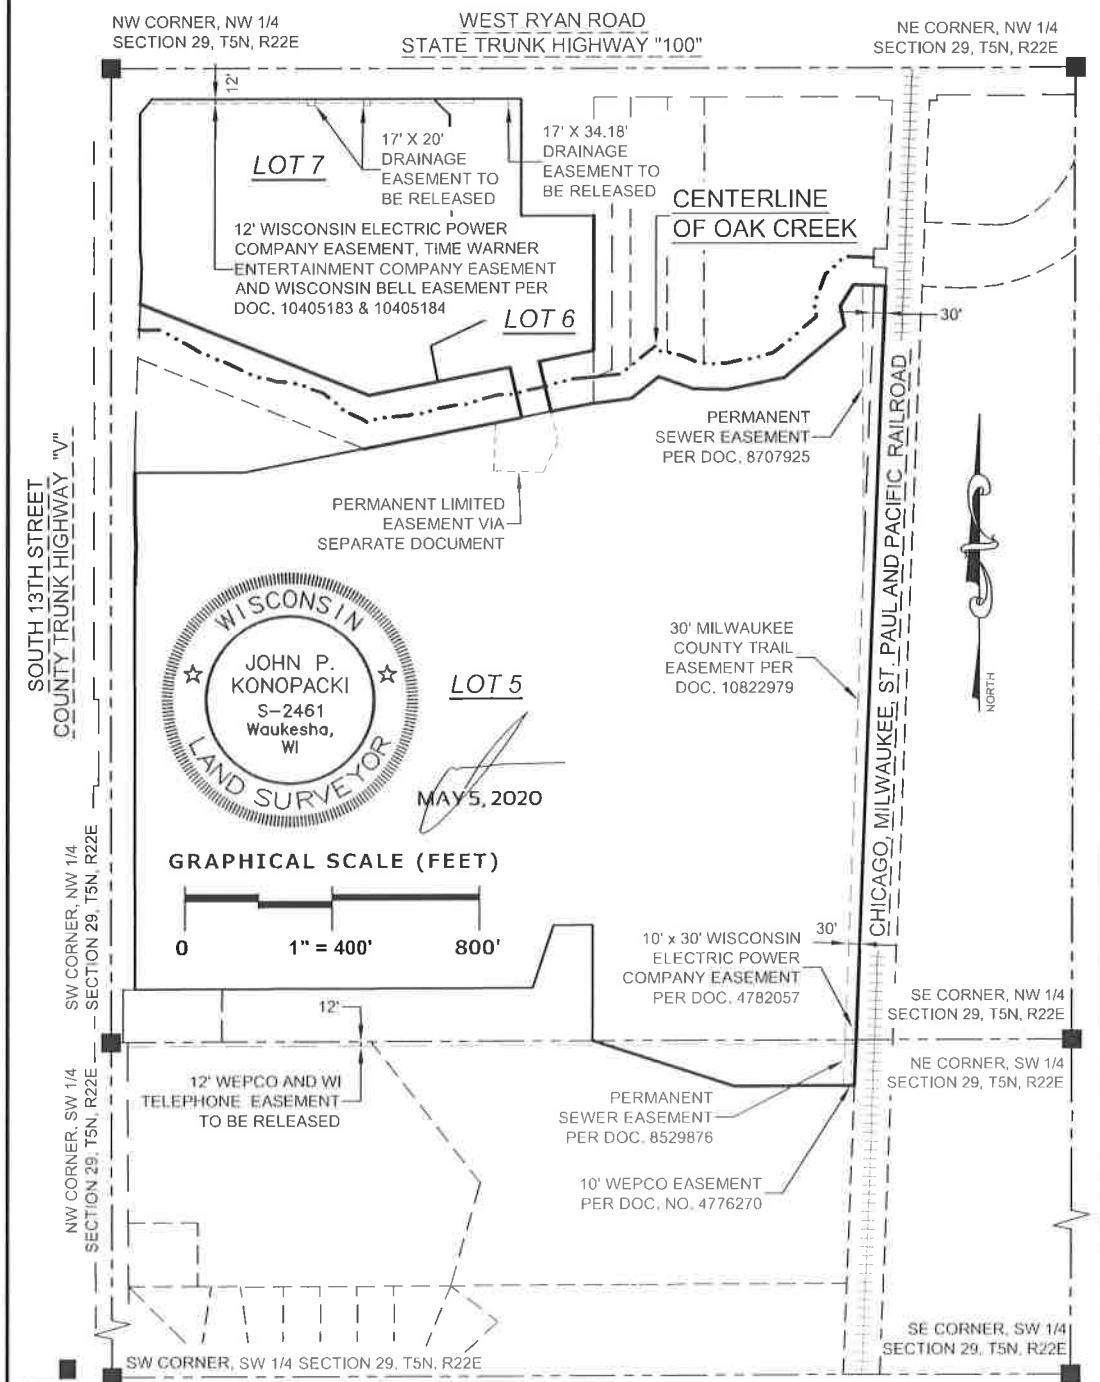 NW CORNER, NW 1/4
SECTION 29, T5N, R22E
WEST RYAN ROAD
STATE TRUNK HIGHWAY "100"
NE CORNER, NW 1/4
SECTION 29, T5N, R22E
12'
LOT 7
17' X 20'
DRAINAGE
EASEMENT TO
BE RELEASED
17' X 34.18'
DRAINAGE
EASEMENT TO
BE RELEASED
CENTERLINE
OF OAK CREEK
12' WISCONSIN ELECTRIC POWER
COMPANY EASEMENT, TIME WARNER
ENTERTAINMENT COMPANY EASEMENT
AND WISCONSIN BELL EASEMENT PER
DOC. 10405183 & 10405184
LOT 6
30'
PERMANENT
SEWER EASEMENT
PER DOC. 8707925
CHICAGO, MILWAUKEE, ST. PAUL AND PACIFIC RAILROAD
SOUTH 13TH STREET
COUNTY TRUNK HIGHWAY "V"
PERMANENT LIMITED
EASEMENT VIA
SEPARATE DOCUMENT
WISCONSIN
JOHN P.
KONOPACKI
S-2461
Waukesha,
WI
LAND SURVEYOR
LOT 5
MAY 5, 2020
30' MILWAUKEE
COUNTY TRAIL
EASEMENT PER
DOC. 10822979
NORTH
GRAPHICAL SCALE (FEET)
0 1" = 400' 800'
SW CORNER, NW 1/4
SECTION 29, T5N, R22E
10' x 30' WISCONSIN
ELECTRIC POWER
COMPANY EASEMENT
PER DOC. 4782057
30'
SE CORNER, NW 1/4
SECTION 29, T5N, R22E
12'
NE CORNER, SW 1/4
SECTION 29, T5N, R22E
NW CORNER, SW 1/4
SECTION 29, T5N, R22E
12' WEPCO AND WI
TELEPHONE EASEMENT
TO BE RELEASED
PERMANENT
SEWER EASEMENT
PER DOC. 8529876
10' WEPCO EASEMENT
PER DOC. NO. 4776270
SE CORNER, SW 1/4
SECTION 29, T5N, R22E
SW CORNER, SW 1/4 SECTION 29, T5N, R22E